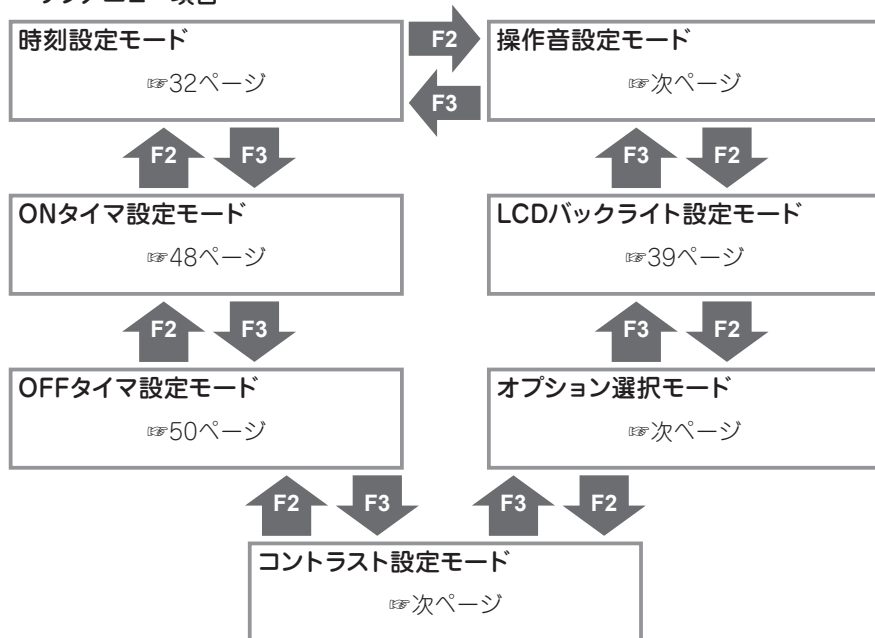 時刻設定モード
☞32ページ
F2
F3
操作音設定モード
☞次ページ
F2
F3
F3
F2
ONタイマ設定モード
☞48ページ
LCDバックライト設定モード
☞39ページ
F2
F3
F3
F2
OFFタイマ設定モード
☞50ページ
オプション選択モード
☞次ページ
F2
F3
F3
F2
コントラスト設定モード
☞次ページ